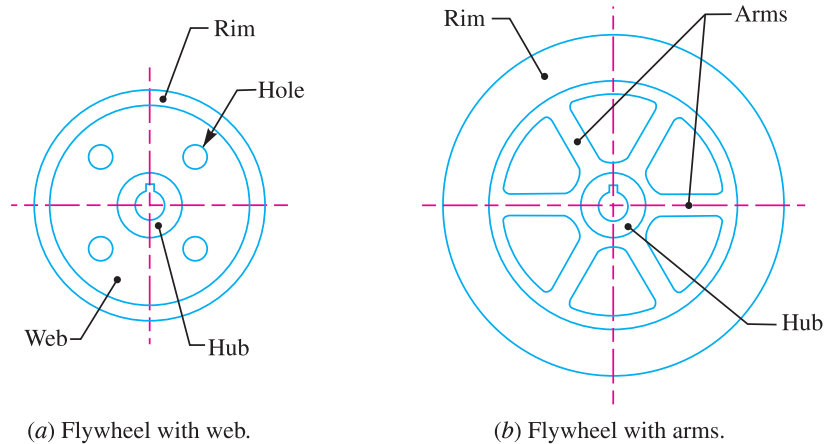 Rim
Hole
Web
Hub
(a) Flywheel with web.
Rim
Arms
Hub
(b) Flywheel with arms.